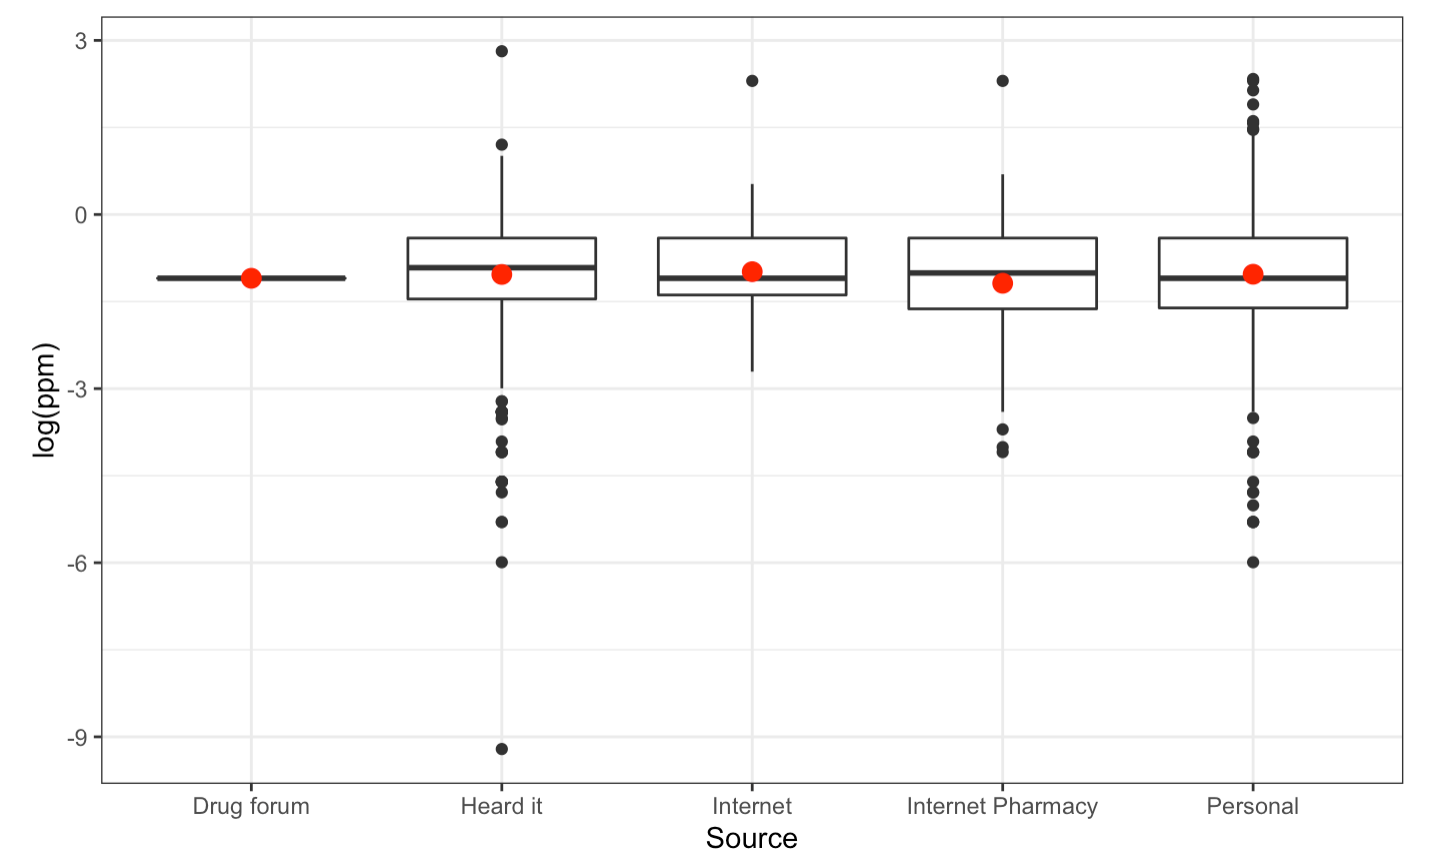 log(ppm)
3
0
-3
-6
-9
Drug forum
Heard it
Internet
Internet Pharmacy
Personal
Source